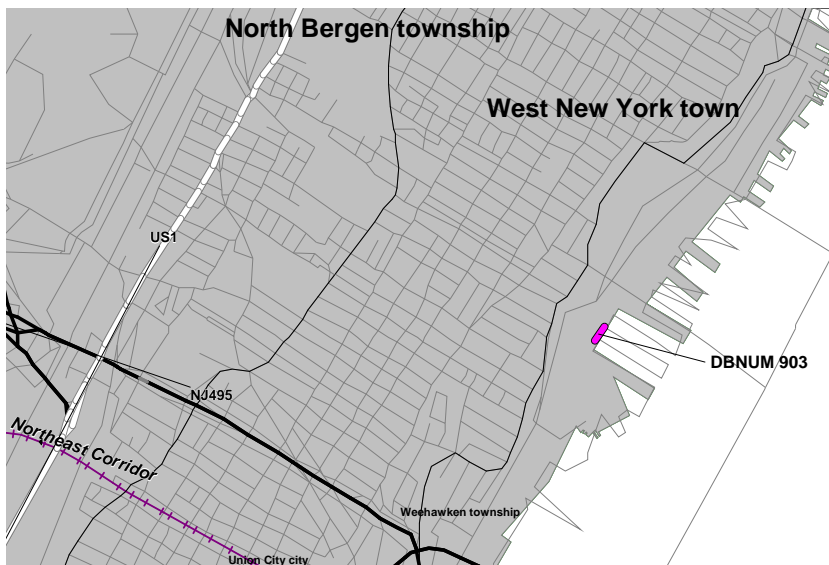 North Bergen township
West New York town
US1
DBNUM 903
NJ495
Northeast Corridor
Weehawken township
Union City city